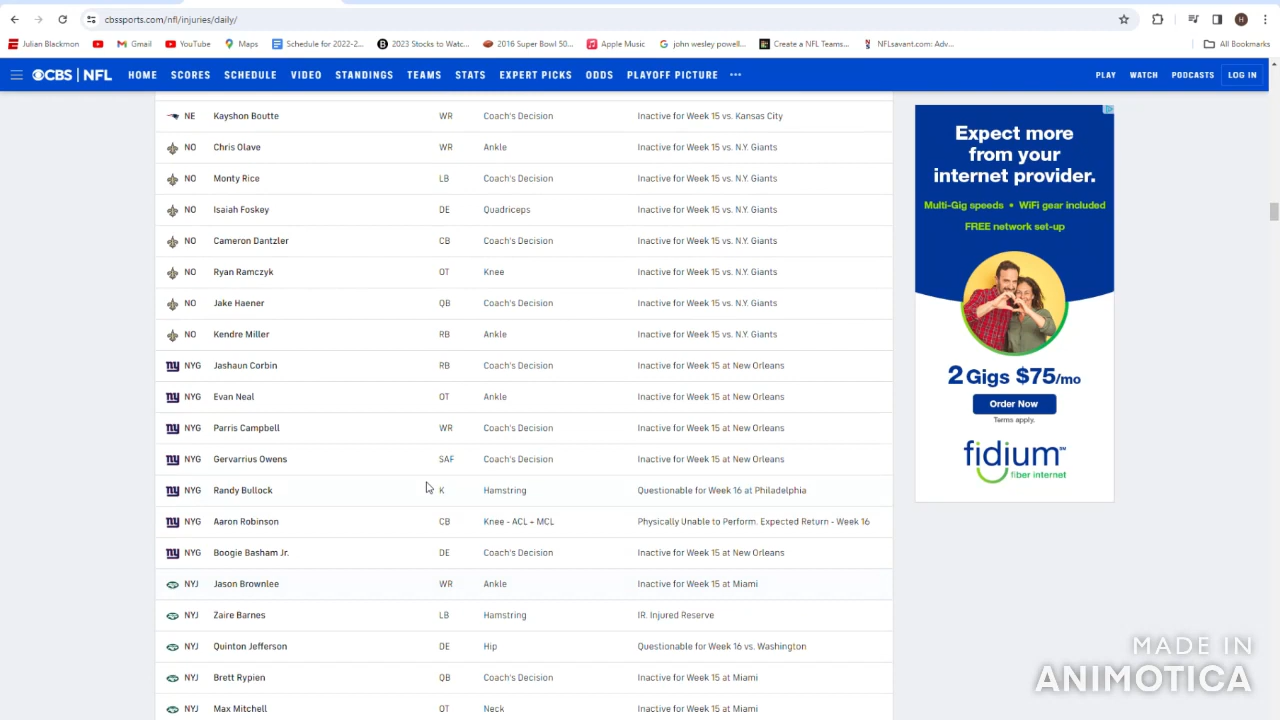 cbssports.com/nfl/injuries/daily/
H
Julian Blackmon Gmail YouTube Maps Schedule for 2022-2... 2023 Stocks to Watc... 2016 Super Bowl 50... Apple Music john wesley powell... Create a NFL Teams... NFLsavant.com: Adv... All Bookmarks
CBS NFL HOME SCORES SCHEDULE VIDEO STANDINGS TEAMS STATS EXPERT PICKS ODDS PLAYOFF PICTURE ••• PLAY WATCH PODCASTS LOG IN
NE Kayshon Boutte WR Coach's Decision Inactive for Week 15 vs. Kansas City
NO Chris Olave WR Ankle Inactive for Week 15 vs. N.Y. Giants
NO Monty Rice LB Coach's Decision Inactive for Week 15 vs. N.Y. Giants
NO Isaiah Foskey DE Quadriceps Inactive for Week 15 vs. N.Y. Giants
NO Cameron Dantzler CB Coach's Decision Inactive for Week 15 vs. N.Y. Giants
NO Ryan Ramczyk OT Knee Inactive for Week 15 vs. N.Y. Giants
NO Jake Haener QB Coach's Decision Inactive for Week 15 vs. N.Y. Giants
NO Kendre Miller RB Ankle Inactive for Week 15 vs. N.Y. Giants
ny NYG Jashaun Corbin RB Coach's Decision Inactive for Week 15 at New Orleans
ny NYG Evan Neal OT Ankle Inactive for Week 15 at New Orleans
ny NYG Parris Campbell WR Coach's Decision Inactive for Week 15 at New Orleans
ny NYG Gervarrius Owens SAF Coach's Decision Inactive for Week 15 at New Orleans
ny NYG Randy Bullock K Hamstring Questionable for Week 16 at Philadelphia
ny NYG Aaron Robinson CB Knee - ACL + MCL Physically Unable to Perform. Expected Return - Week 16
ny NYG Boogie Basham Jr. DE Coach's Decision Inactive for Week 15 at New Orleans
NYJ Jason Brownlee WR Ankle Inactive for Week 15 at Miami
NYJ Zaire Barnes LB Hamstring IR. Injured Reserve
NYJ Quinton Jefferson DE Hip Questionable for Week 16 vs. Washington
NYJ Brett Rypien QB Coach's Decision Inactive for Week 15 at Miami
NYJ Max Mitchell OT Neck Inactive for Week 15 at Miami
Expect more
from your
internet provider.
Multi-Gig speeds • WiFi gear included
FREE network set-up
2 Gigs $75/mo
Order Now
Terms apply.
fidium™
fiber internet
MADE IN
ANIMOTICA